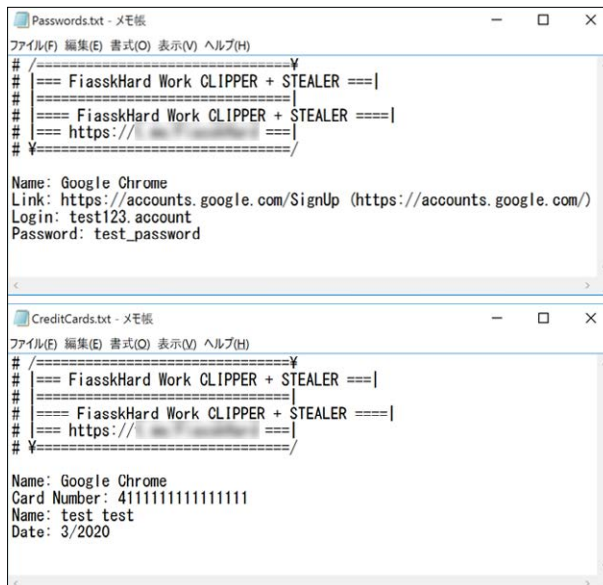 Passwords.txt - メモ帳
ファイル(F) 編集(E) 書式(O) 表示(V) ヘルプ(H)
# /==============================¥
# |=== FiasskHard Work CLIPPER + STEALER ===|
# |==============================|
# |==== FiasskHard Work CLIPPER + STEALER ====|
# |=== https:// ===|
# ¥==============================/
Name: Google Chrome
Link: https://accounts.google.com/SignUp (https://accounts.google.com/)
Login: test123.account
Password: test_password
CreditCards.txt - メモ帳
ファイル(F) 編集(E) 書式(O) 表示(V) ヘルプ(H)
# /==============================¥
# |=== FiasskHard Work CLIPPER + STEALER ===|
# |==============================|
# |==== FiasskHard Work CLIPPER + STEALER ====|
# |=== https:// ===|
# ¥==============================/
Name: Google Chrome
Card Number: 4111111111111111
Name: test test
Date: 3/2020